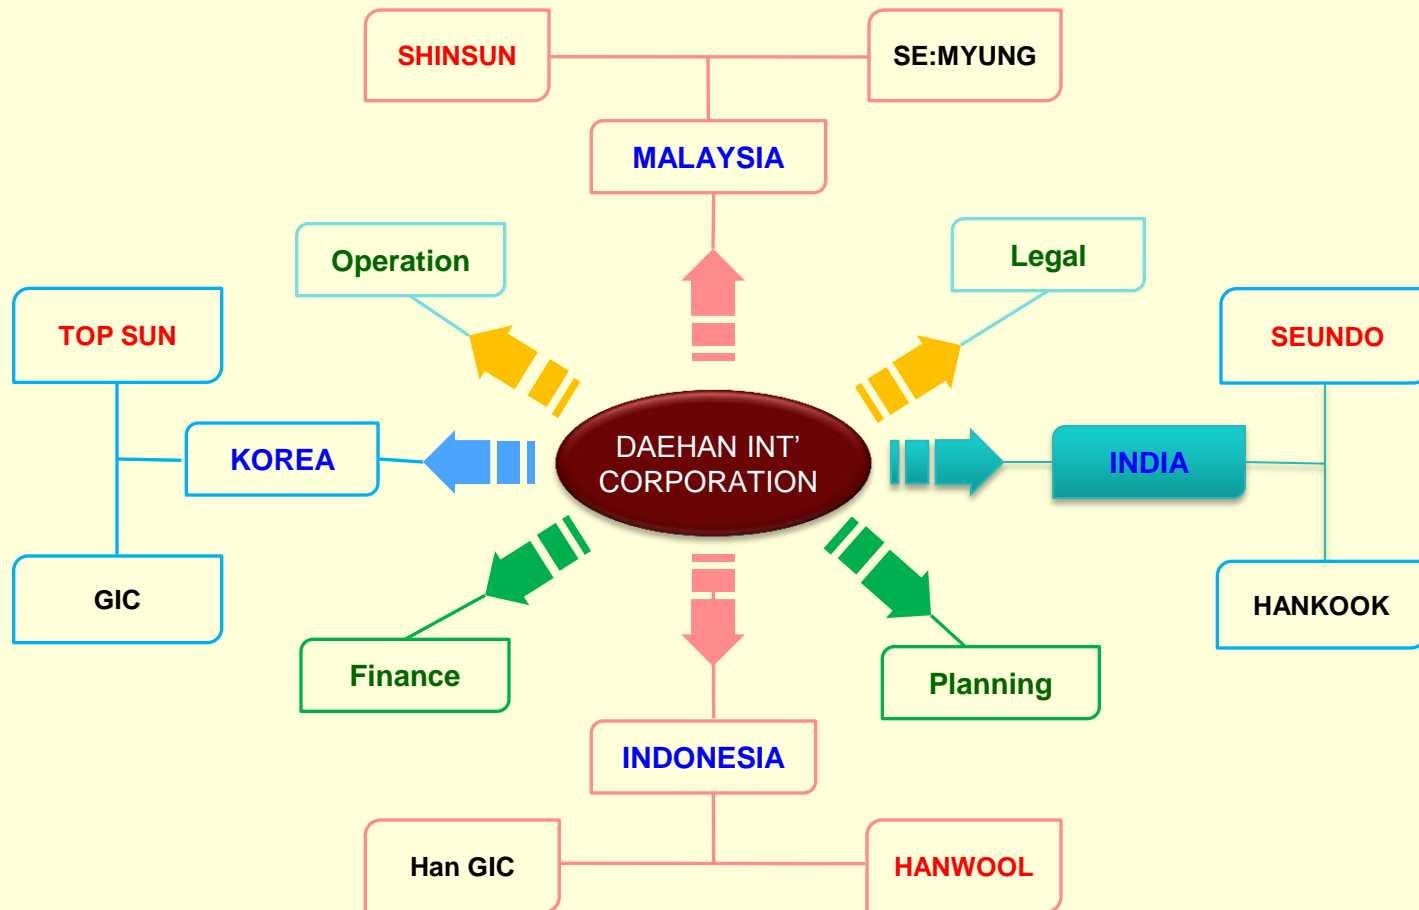 SHINSUN
SE:MYUNG
MALAYSIA
Operation
Legal
TOP SUN
SEUNDO
KOREA
DAEHAN INT’
CORPORATION
INDIA
GIC
HANKOOK
Finance
Planning
INDONESIA
Han GIC
HANWOOL